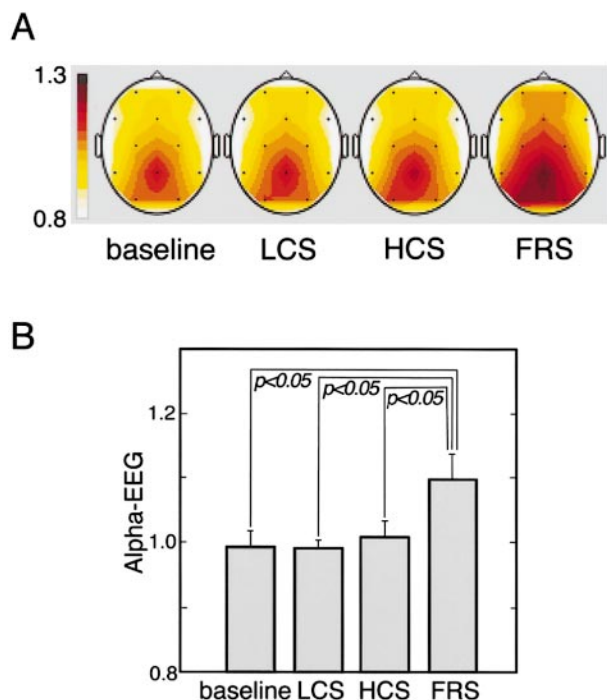 A
1.3
0.8
baseline LCS HCS FRS
B
p<0.05 p<0.05 p<0.05
1.2
1.0
0.8
Alpha-EEG
baseline LCS HCS FRS